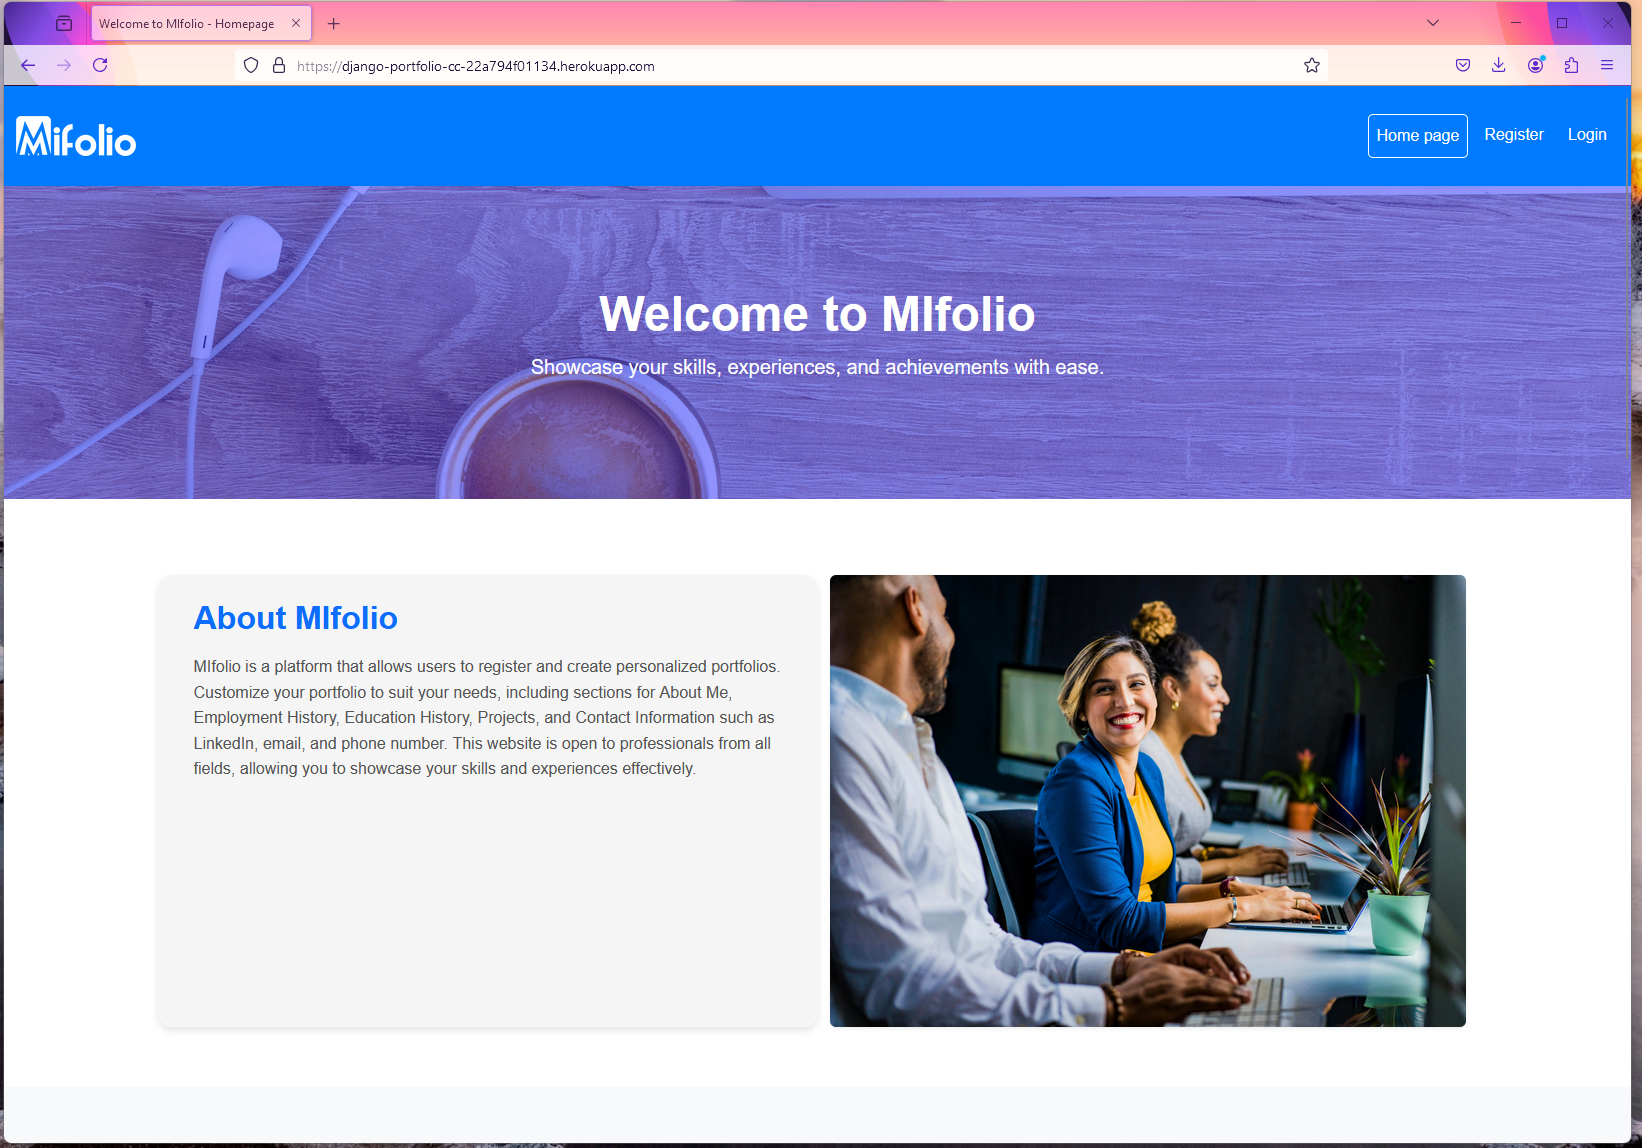 Welcome to MIfolio - Homepage
https://django-portfolio-cc-22a794f01134.herokuapp.com
Mifolio
Home page Register Login
Welcome to MIfolio
Showcase your skills, experiences, and achievements with ease.
About MIfolio
MIfolio is a platform that allows users to register and create personalized portfolios.
Customize your portfolio to suit your needs, including sections for About Me,
Employment History, Education History, Projects, and Contact Information such as
LinkedIn, email, and phone number. This website is open to professionals from all
fields, allowing you to showcase your skills and experiences effectively.